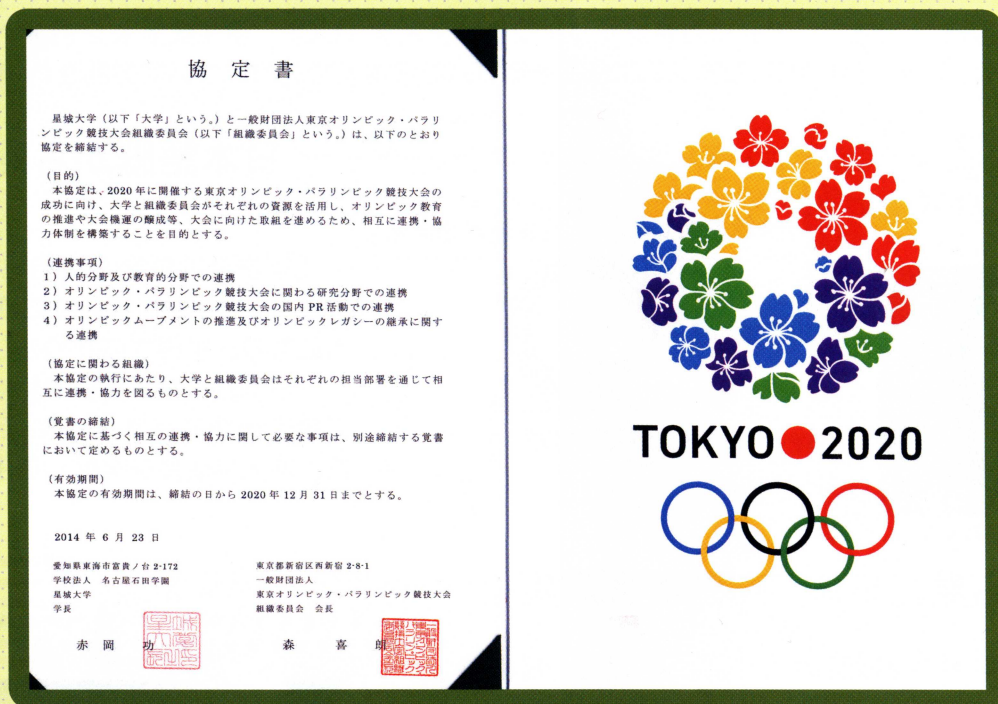 協定書
星城大学（以下「大学」という。）と一般財団法人東京オリンピック・パラリ
ンピック競技大会組織委員会（以下「組織委員会」という。）は、以下のとおり
協定を締結する。
（目的）
本協定は、2020年に開催する東京オリンピック・パラリンピック競技大会の
成功に向け、大学と組織委員会がそれぞれの資源を活用し、オリンピック教育
の推進や大会機運の醸成等、大会に向けた取組を進めるため、相互に連携・協
力体制を構築することを目的とする。
（連携事項）
1）人的分野及び教育的分野での連携
2）オリンピック・パラリンピック競技大会に関わる研究分野での連携
3）オリンピック・パラリンピック競技大会の国内PR活動での連携
4）オリンピックムーブメントの推進及びオリンピックレガシーの継承に関す
る連携
（協定に関わる組織）
本協定の執行にあたり、大学と組織委員会はそれぞれの担当部署を通じて相
互に連携・協力を図るものとする。
（覚書の締結）
本協定に基づく相互の連携・協力に関して必要な事項は、別途締結する覚書
において定めるものとする。
（有効期間）
本協定の有効期間は、締結の日から2020年12月31日までとする。
2014年6月23日
愛知県東海市富貴ノ台2-172
学校法人　名古屋石田学園
星城大学
学長
赤岡　功
東京都新宿区西新宿2-8-1
一般財団法人
東京オリンピック・パラリンピック競技大会
組織委員会　会長
森　喜朗
TOKYO 2020